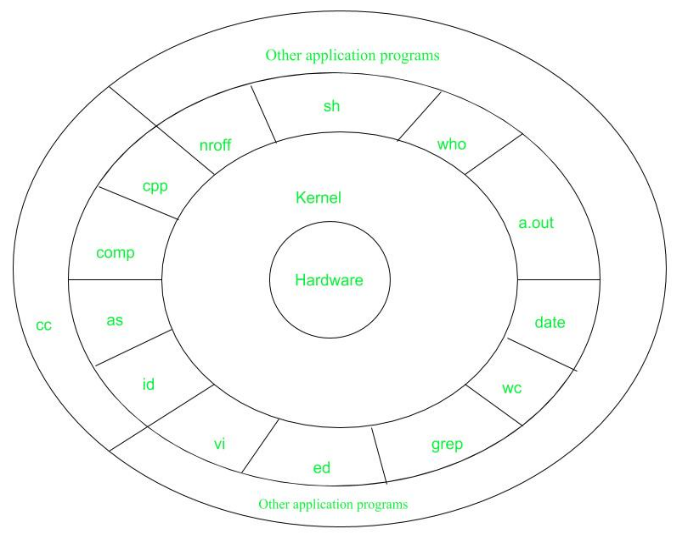 Other application programs
sh
nroff
who
cpp
Kernel
a.out
comp
Hardware
as
date
cc
id
wc
vi
grep
ed
Other application programs